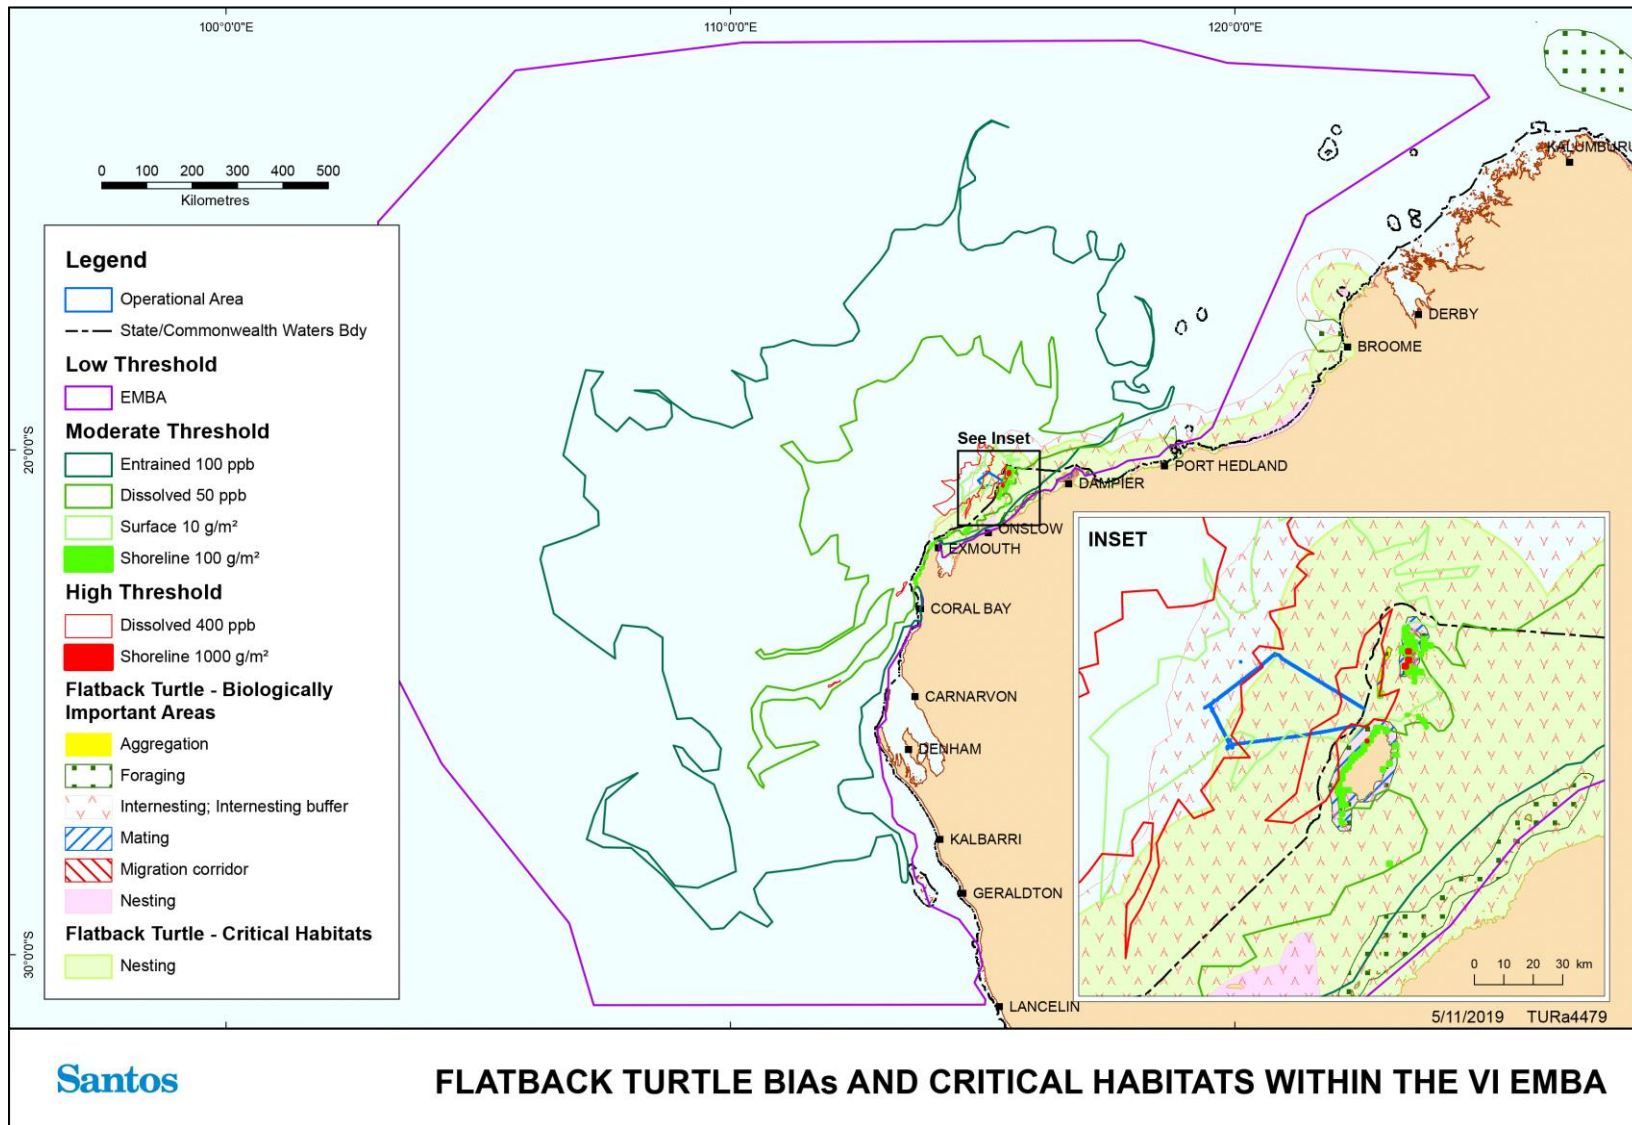 100°0'0"E
110°0'0"E
120°0'0"E
20°0'0"S
30°0'0"S
0 100 200 300 400 500
Kilometres
Legend
Operational Area
State/Commonwealth Waters Bdy
Low Threshold
EMBA
Moderate Threshold
Entrained 100 ppb
Dissolved 50 ppb
Surface 10 g/m²
Shoreline 100 g/m²
High Threshold
Dissolved 400 ppb
Shoreline 1000 g/m²
Flatback Turtle - Biologically
Important Areas
Aggregation
Foraging
Internesting; Internesting buffer
Mating
Migration corridor
Nesting
Flatback Turtle - Critical Habitats
Nesting
KALUMBURU
DERBY
BROOME
See Inset
PORT HEDLAND
DAMPIER
ONSLOW
EXMOUTH
CORAL BAY
CARNARVON
DENHAM
KALBARRI
GERALDTON
LANCELIN
INSET
0 10 20 30 km
5/11/2019 TURa4479
Santos
FLATBACK TURTLE BIAs AND CRITICAL HABITATS WITHIN THE VI EMBA